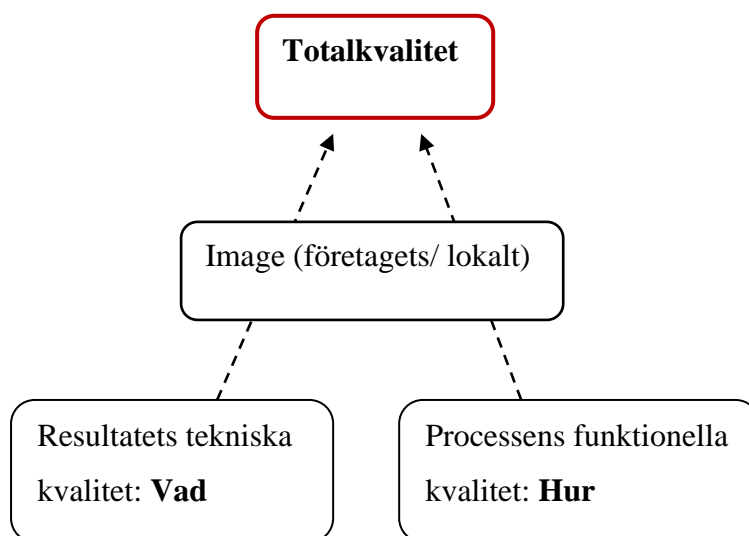 Totalkvalitet
Image (företagets/ lokalt)
Resultatets tekniska
kvalitet: Vad
Processens funktionella
kvalitet: Hur